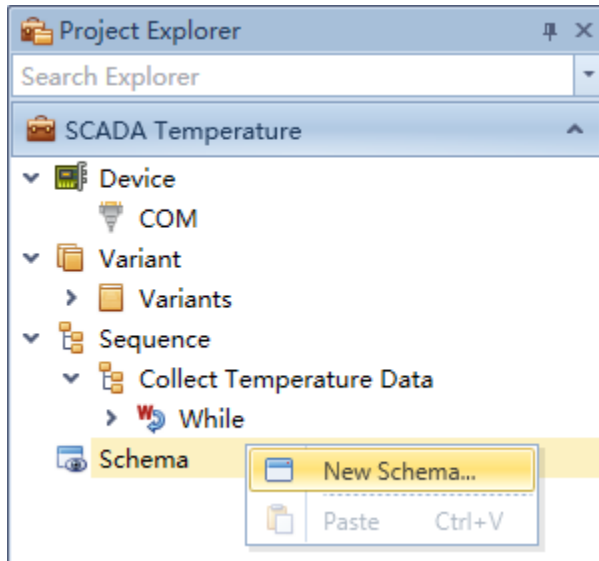 Project Explorer
Search Explorer
SCADA Temperature
Device
COM
Variant
Variants
Sequence
Collect Temperature Data
While
Schema
New Schema...
Paste Ctrl+V